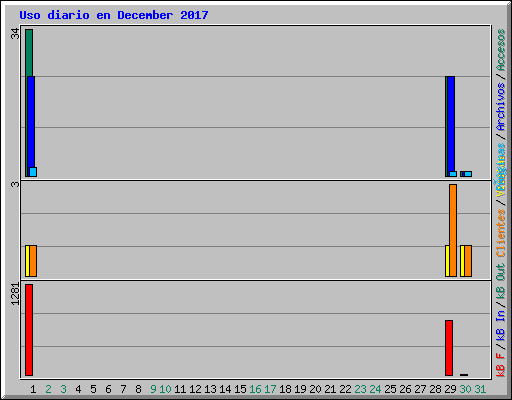 Uso diario en December 2017
34
3
1281
Accesos
/ Archivos /
Clientes /
kB F / kB In / kB Out
1 2 3 4 5 6 7 8 9 10 11 12 13 14 15 16 17 18 19 20 21 22 23 24 25 26 27 28 29 30 31